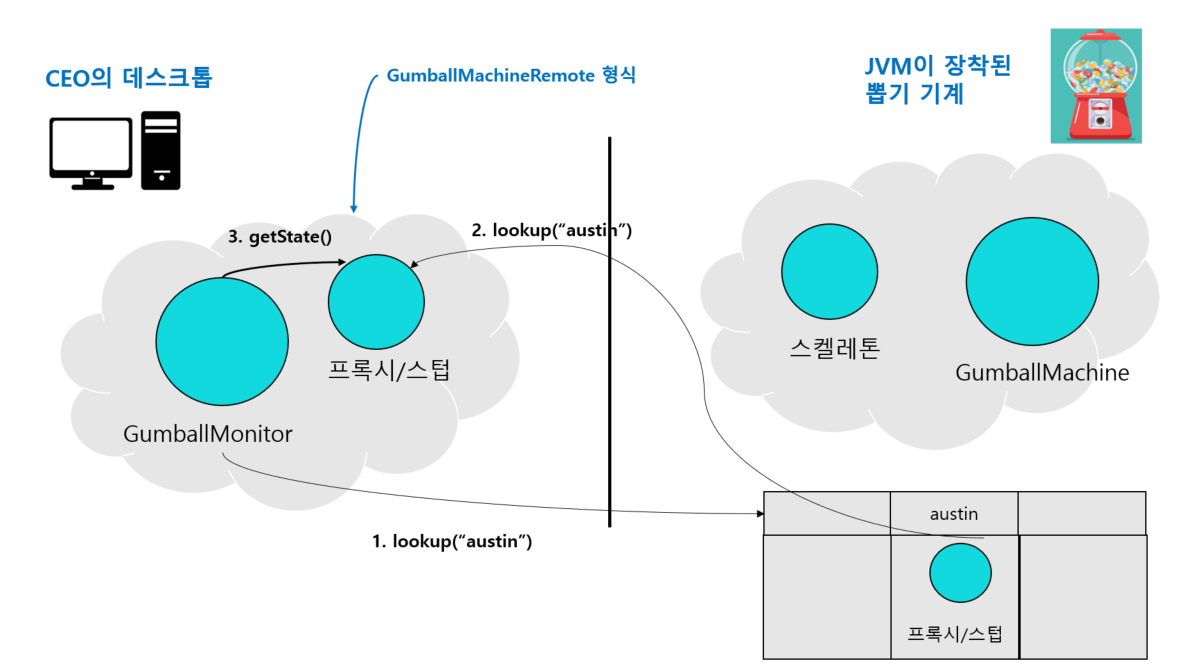 CEO의 데스크톱
GumballMachineRemote 형식
JVM이 장착된
뽑기 기계
3. getState()
2. lookup(“austin”)
프록시/스텁
스켈레톤
GumballMachine
GumballMonitor
1. lookup(“austin”)
austin
프록시/스텁